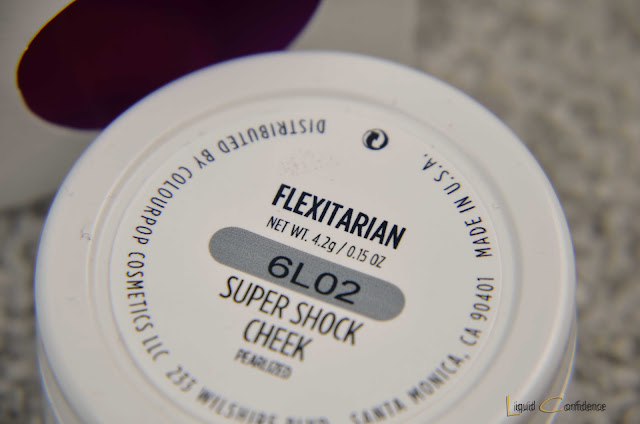 FLEXITARIAN
NET WT. 4.2g / 0.15 OZ
6L02
SUPER SHOCK
CHEEK
PEARLIZED
DISTRIBUTED BY COLOURPOP COSMETICS LLC 233 WILSHIRE BLVD SANTA MONICA, CA 90401 MADE IN U.S.A.
Liquid Confidence